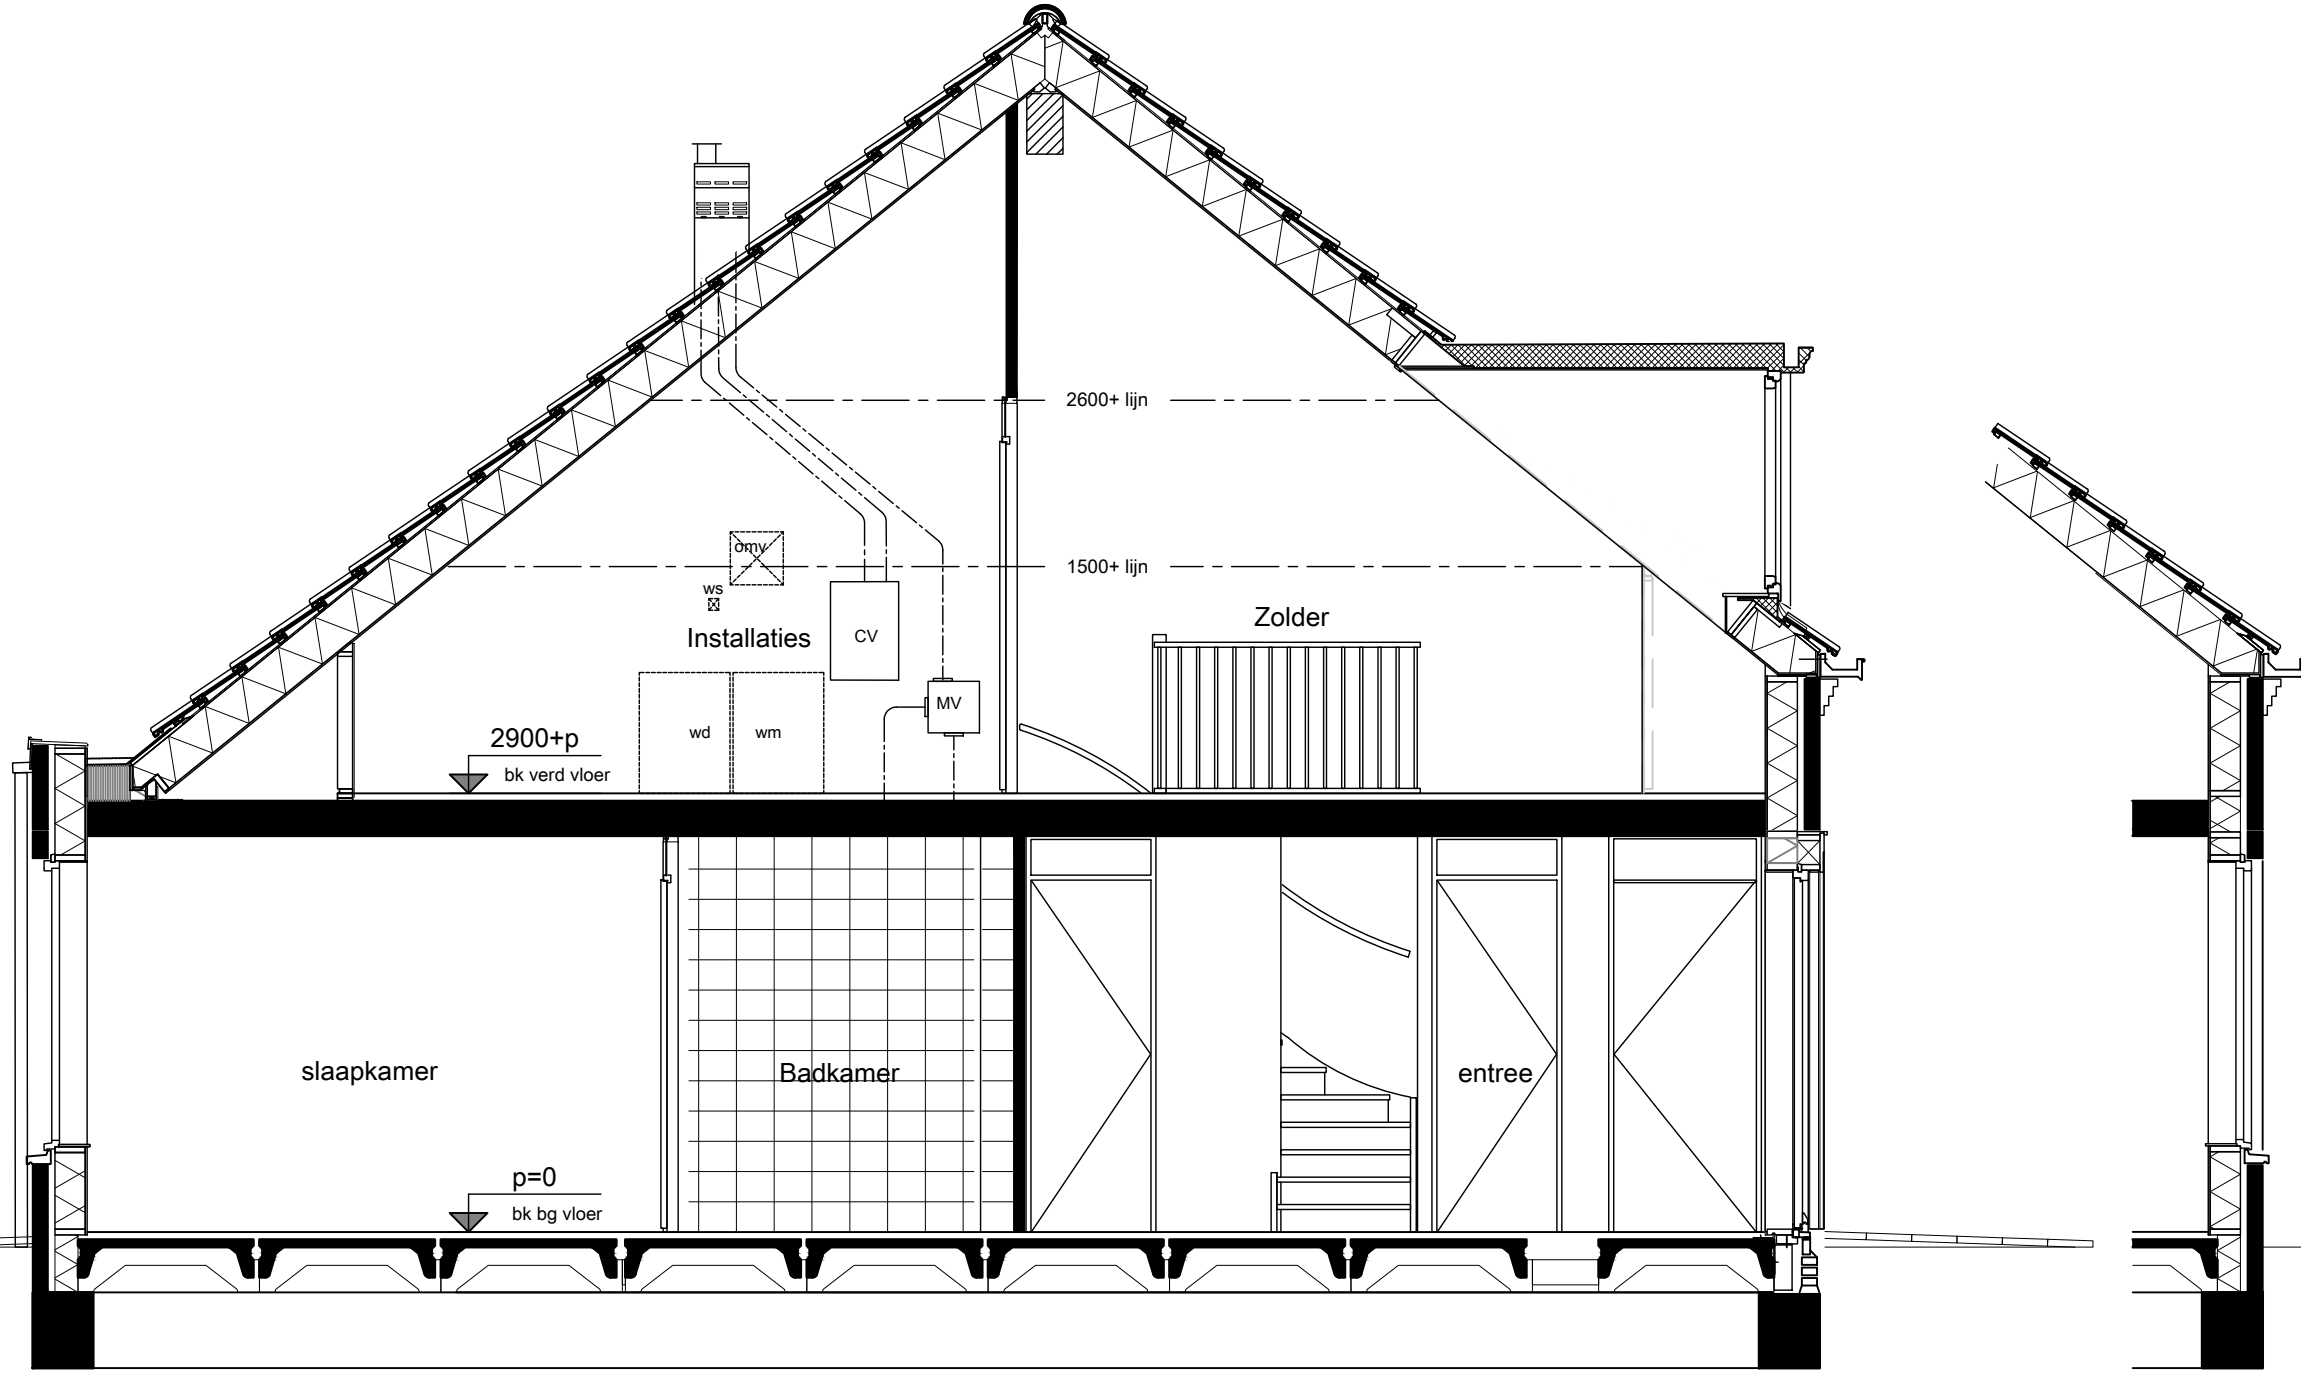 2600+ lijn
omv
1500+ lijn
ws
Zolder
Installaties
CV
MV
wd
wm
2900+p
bk verd vloer
slaapkamer
Badkamer
entree
p=0
bk bg vloer